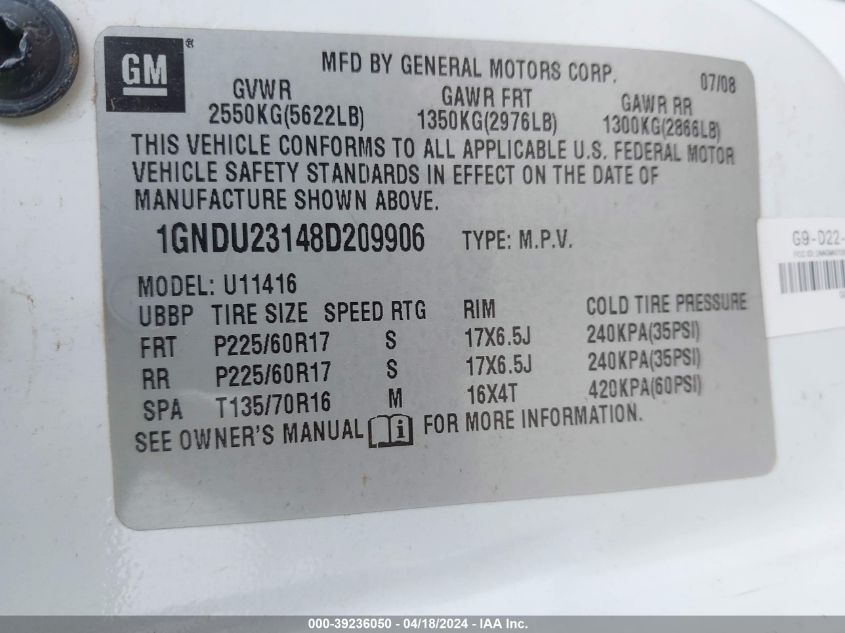 GM ®
MFD BY GENERAL MOTORS CORP. 07/08
GVWR GAWR FRT GAWR RR
2550KG(5622LB) 1350KG(2976LB) 1300KG(2866LB)
THIS VEHICLE CONFORMS TO ALL APPLICABLE U.S. FEDERAL MOTOR
VEHICLE SAFETY STANDARDS IN EFFECT ON THE DATE OF
MANUFACTURE SHOWN ABOVE.
1GNDU23148D209906 TYPE: M.P.V.
MODEL: U11416
UBBP TIRE SIZE SPEED RTG RIM COLD TIRE PRESSURE
FRT P225/60R17 S 17X6.5J 240KPA(35PSI)
RR P225/60R17 S 17X6.5J 240KPA(35PSI)
SPA T135/70R16 M 16X4T 420KPA(60PSI)
SEE OWNER'S MANUAL i FOR MORE INFORMATION.
G9-D22-
000-39236050 - 04/18/2024 - IAA Inc.